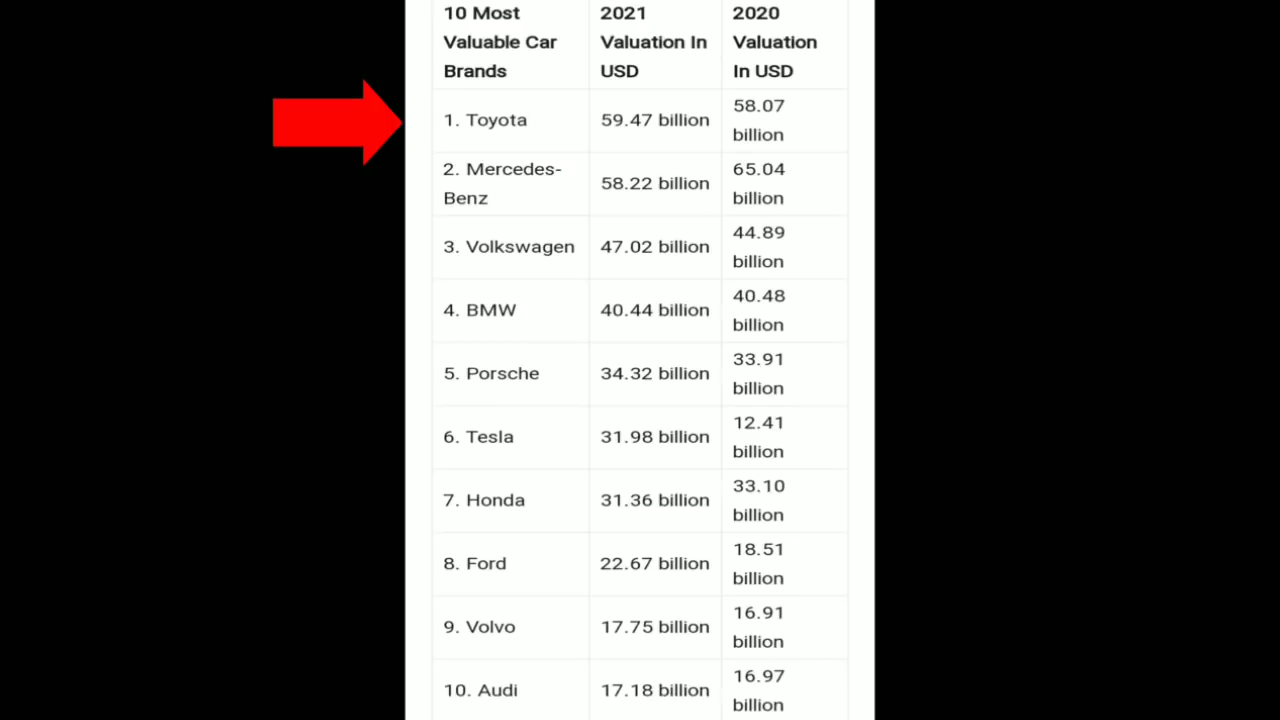 10 Most
Valuable Car
Brands
2021
Valuation In
USD
2020
Valuation
In USD
1. Toyota
59.47 billion
58.07
billion
2. Mercedes-
Benz
58.22 billion
65.04
billion
3. Volkswagen
47.02 billion
44.89
billion
4. BMW
40.44 billion
40.48
billion
5. Porsche
34.32 billion
33.91
billion
6. Tesla
31.98 billion
12.41
billion
7. Honda
31.36 billion
33.10
billion
8. Ford
22.67 billion
18.51
billion
9. Volvo
17.75 billion
16.91
billion
10. Audi
17.18 billion
16.97
billion